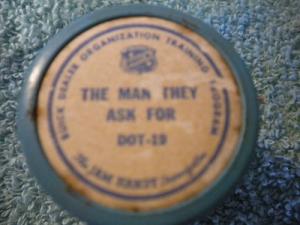 BUICK DEALER ORGANIZATION TRAINING PROGRAM
THE MAN THEY
ASK FOR
DOT-19
The JAM HANDY Organization